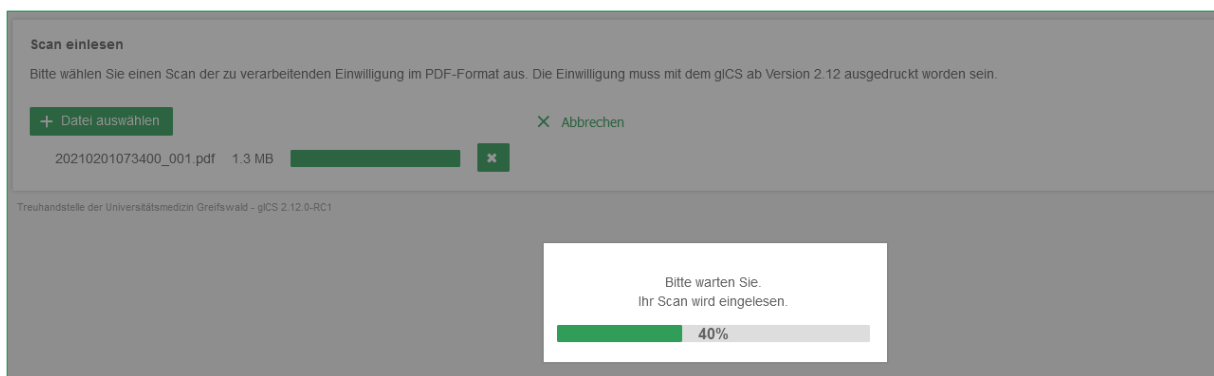 Scan einlesen
Bitte wählen Sie einen Scan der zu verarbeitenden Einwilligung im PDF-Format aus. Die Einwilligung muss mit dem gICS ab Version 2.12 ausgedruckt worden sein.
+ Datei auswählen
× Abbrechen
20210201073400_001.pdf 1.3 MB
Treuhandstelle der Universitätsmedizin Greifswald - gICS 2.12.0-RC1
Bitte warten Sie.
Ihr Scan wird eingelesen.
40%